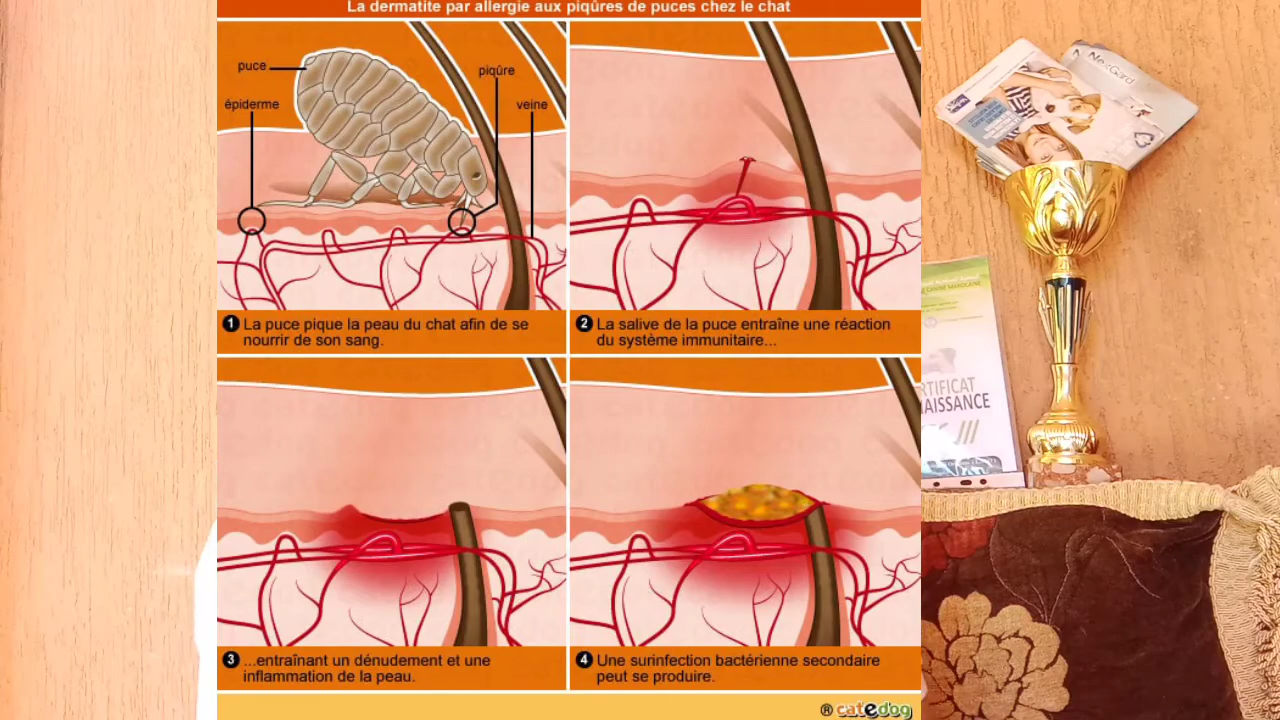 La dermatite par allergie aux piqûres de puces chez le chat
puce
piqûre
épiderme
veine
1 La puce pique la peau du chat afin de se
nourrir de son sang.
2 La salive de la puce entraîne une réaction
du système immunitaire...
3 ...entraînant un dénudement et une
inflammation de la peau.
4 Une surinfection bactérienne secondaire
peut se produire.
® catedog
NexGard
CANINE MAROCAINE
RTIFICAT
NAISSANCE